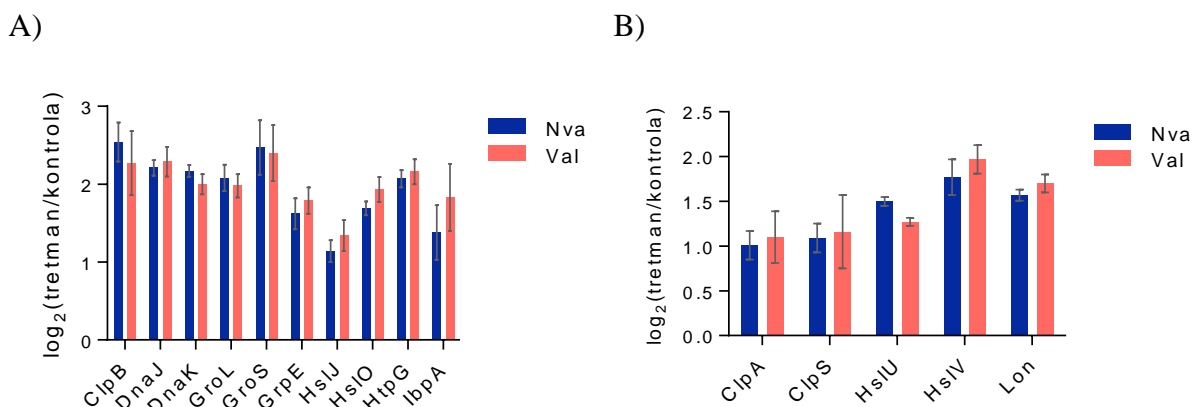 A)
log2(tretman/kontrola)
3
2
1
0
Nva
Val
ClpB
DnaJ
DnaK
GroL
GroS
GrpE
HslJ
HslO
HtpG
IbpA
B)
log2(tretman/kontrola)
2.5
2.0
1.5
1.0
0.5
0.0
Nva
Val
ClpA
ClpS
HslU
HslV
Lon